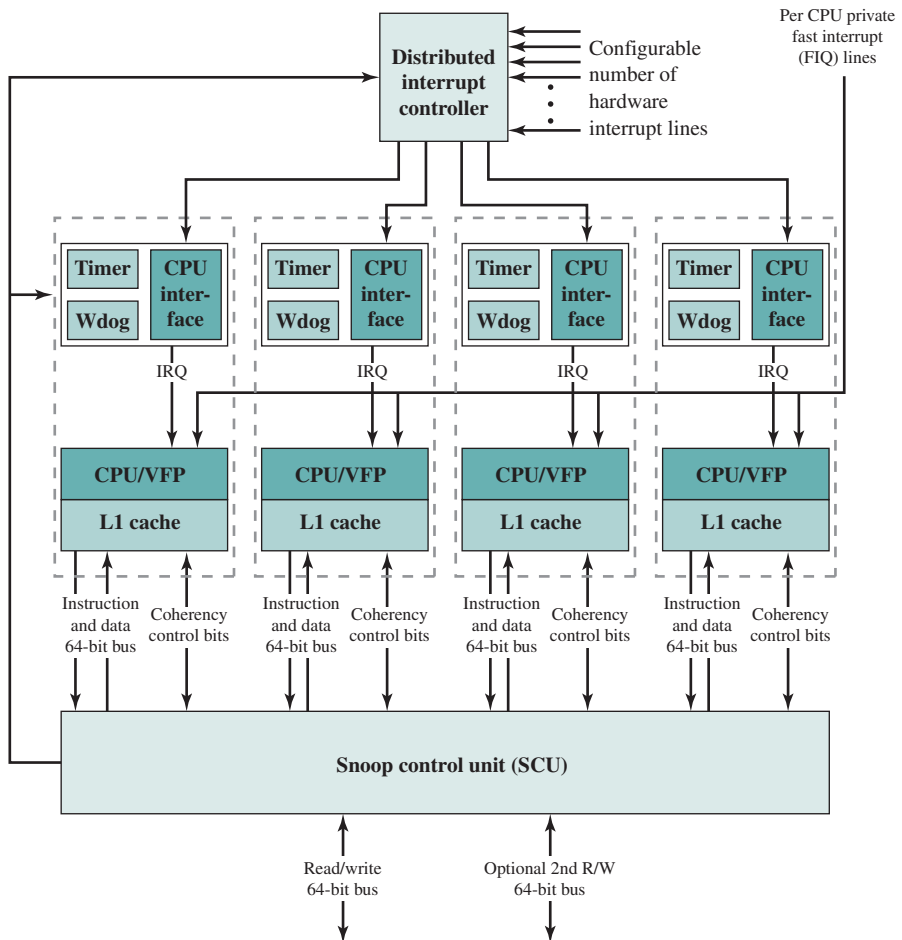 Per CPU private
fast interrupt
(FIQ) lines
Distributed
interrupt
controller
Configurable
number of
hardware
interrupt lines
Timer
Wdog
CPU
inter-
face
Timer
Wdog
CPU
inter-
face
Timer
Wdog
CPU
inter-
face
Timer
Wdog
CPU
inter-
face
IRQ
IRQ
IRQ
IRQ
CPU/VFP
L1 cache
CPU/VFP
L1 cache
CPU/VFP
L1 cache
CPU/VFP
L1 cache
Instruction
and data
64-bit bus
Coherency
control bits
Instruction
and data
64-bit bus
Coherency
control bits
Instruction
and data
64-bit bus
Coherency
control bits
Instruction
and data
64-bit bus
Coherency
control bits
Snoop control unit (SCU)
Read/write
64-bit bus
Optional 2nd R/W
64-bit bus